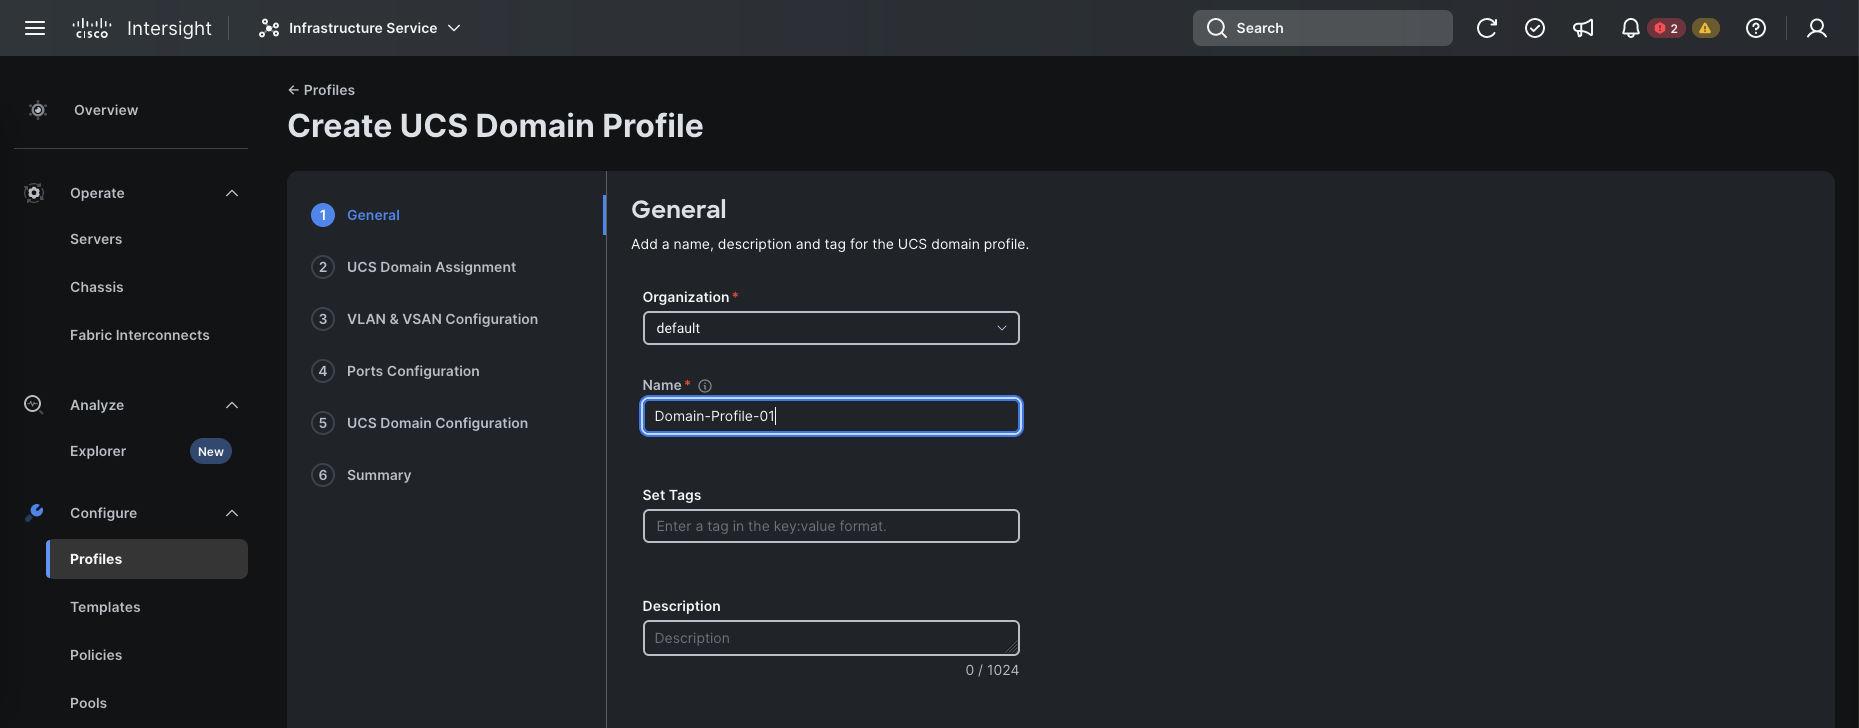 CISCO Intersight
Infrastructure Service
Search
2
Overview
Operate
Servers
Chassis
Fabric Interconnects
Analyze
Explorer New
Configure
Profiles
Templates
Policies
Pools
← Profiles
Create UCS Domain Profile
1 General
2 UCS Domain Assignment
3 VLAN & VSAN Configuration
4 Ports Configuration
5 UCS Domain Configuration
6 Summary
General
Add a name, description and tag for the UCS domain profile.
Organization *
default
Name *
Domain-Profile-01
Set Tags
Enter a tag in the key:value format.
Description
Description
0 / 1024